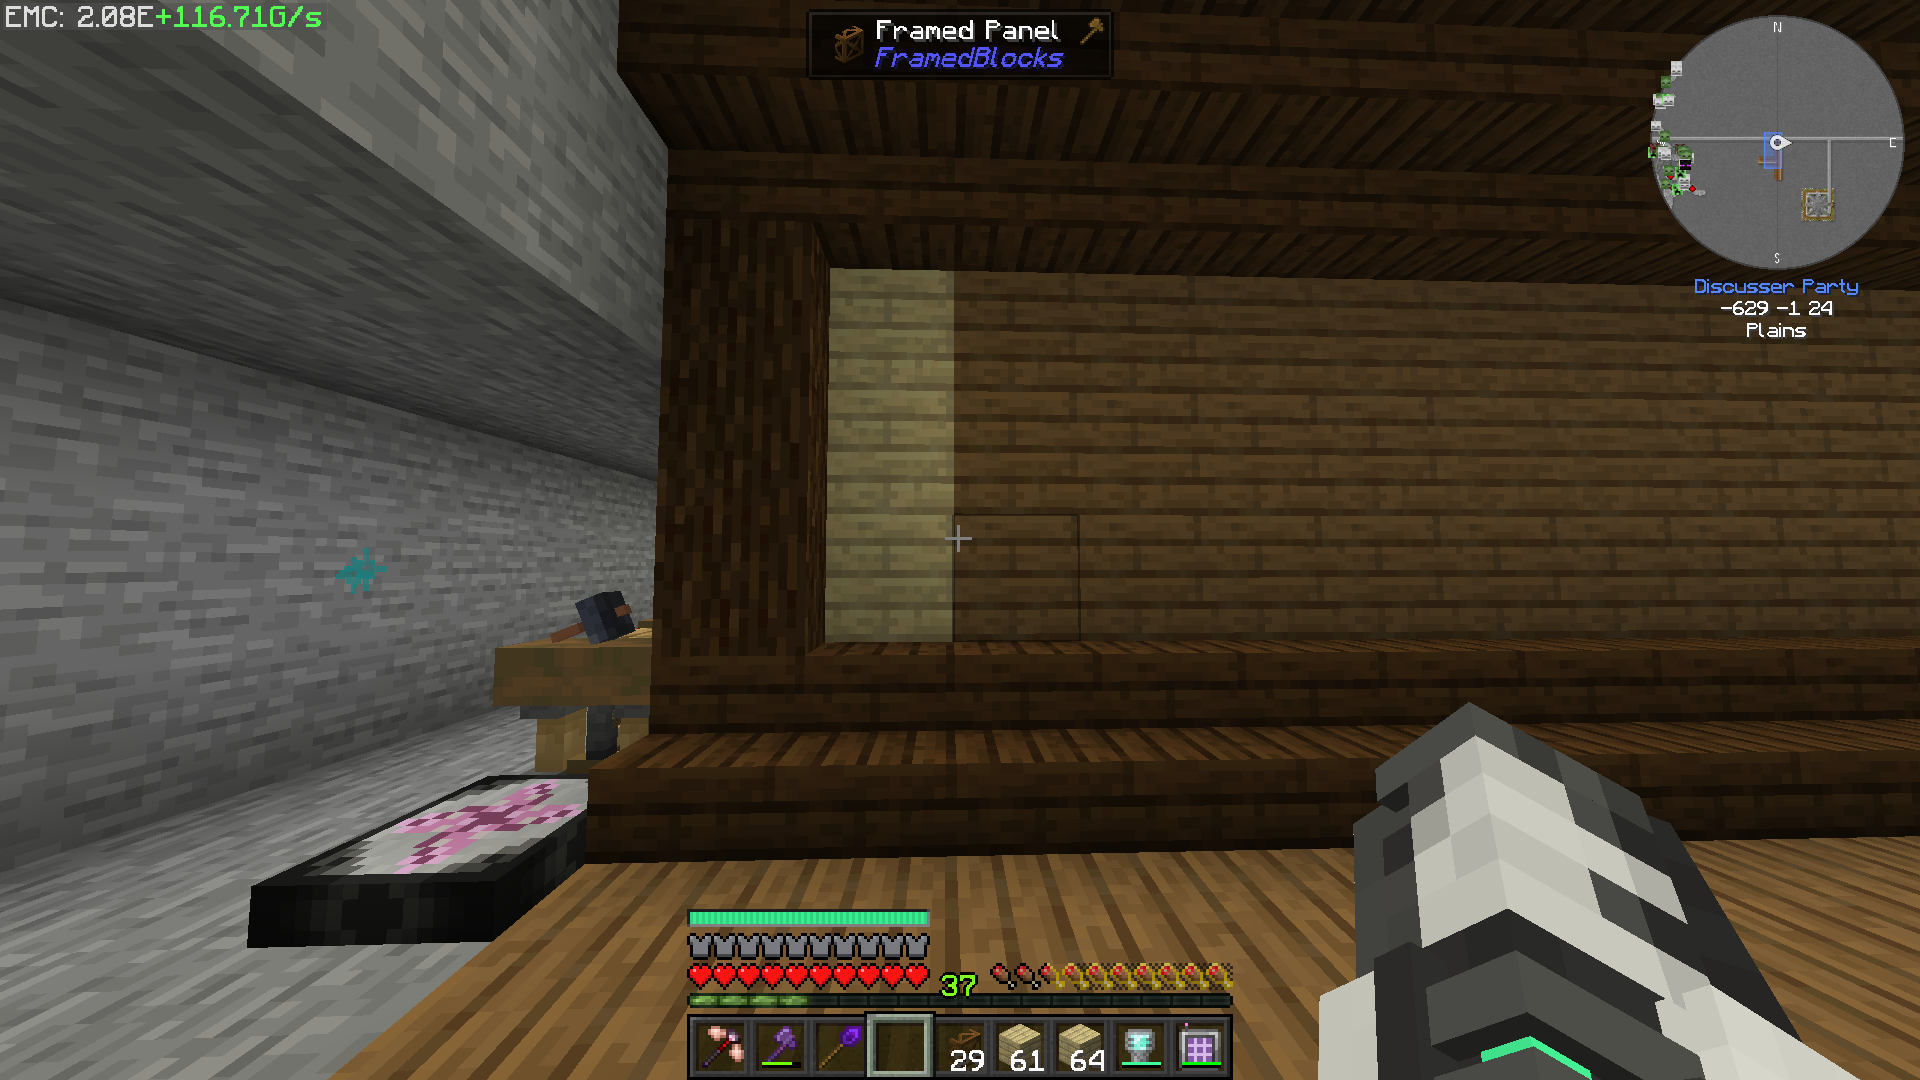 EMC: 2.08E+116.71G/s
Framed Panel
FramedBlocks
N
E
S
Discusser Party
-629 -1 24
Plains
37
29
61
64